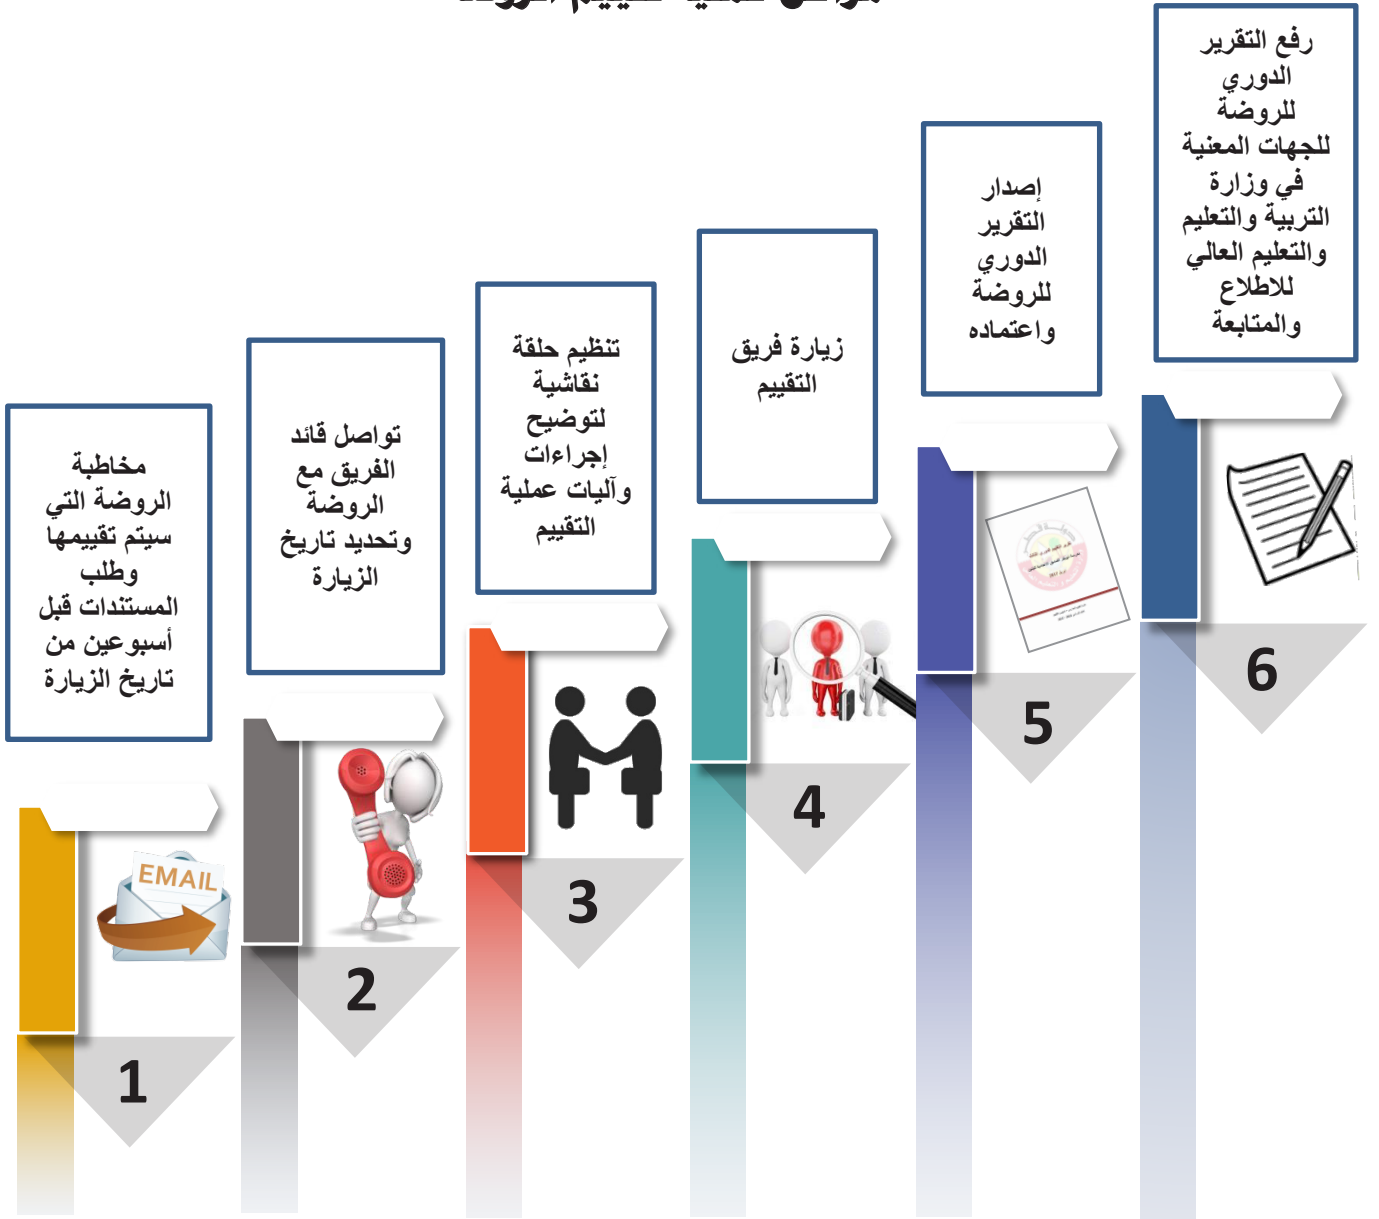 مخاطبة
الروضة التي
سيتم تقييمها
وطلب
المستندات قبل
أسبوعين من
تاريخ الزيارة
EMAIL
1
تواصل قائد
الفريق مع
الروضة
وتحديد تاريخ
الزيارة
2
تنظيم حلقة
نقاشية
لتوضيح
إجراءات
وآليات عملية
التقييم
3
زيارة فريق
التقييم
4
إصدار
التقرير
الدوري
للروضة
واعتماده
5
رفع التقرير
الدوري
للروضة
للجهات المعنية
في وزارة
التربية والتعليم
والتعليم العالي
للاطلاع
والمتابعة
6